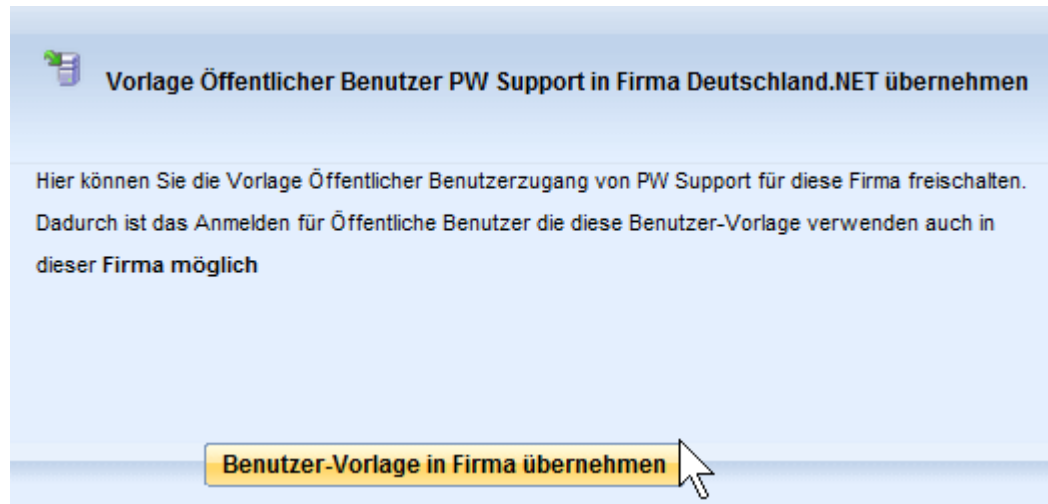 Vorlage Öffentlicher Benutzer PW Support in Firma Deutschland.NET übernehmen
Hier können Sie die Vorlage Öffentlicher Benutzerzugang von PW Support für diese Firma freischalten.
Dadurch ist das Anmelden für Öffentliche Benutzer die diese Benutzer-Vorlage verwenden auch in
dieser Firma möglich
Benutzer-Vorlage in Firma übernehmen